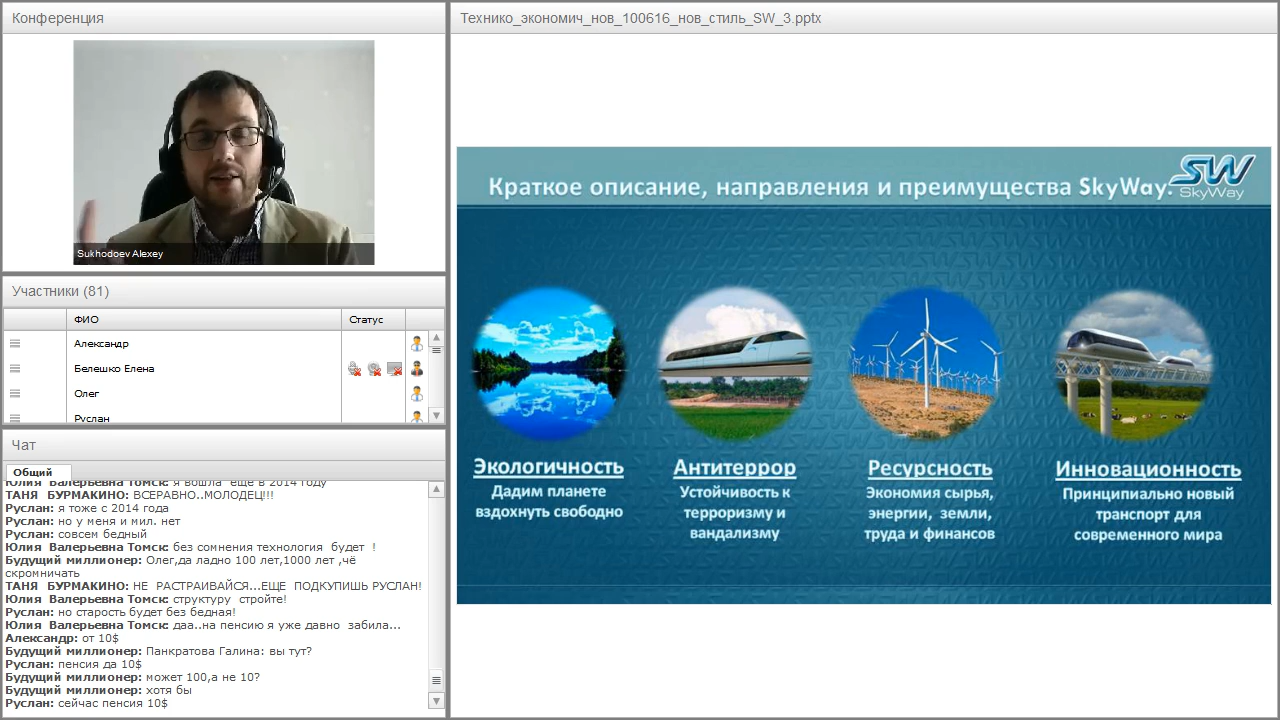 Конференция
Sukhodoev Alexey
Участники (81)
ФИО
Статус
Александр
Белешко Елена
Олег
Руслан
Чат
Общий
Юлия Валерьевна Томск: я вошла еще в 2014 году
ТАНЯ БУРМАКИНО: ВСЕРАВНО..МОЛОДЕЦ!!!
Руслан: я тоже с 2014 года
Руслан: но у меня и мил. нет
Руслан: совсем бедный
Юлия Валерьевна Томск: без сомнения технология будет !
Будущий миллионер: Олег,да ладно 100 лет,1000 лет ,чё
скромничать
ТАНЯ БУРМАКИНО: НЕ РАСТРАИВАЙСЯ...ЕЩЕ ПОДКУПИШЬ РУСЛАН!
Юлия Валерьевна Томск: структуру стройте!
Руслан: но старость будет без бедная!
Юлия Валерьевна Томск: даа..на пенсию я уже давно забила...
Александр: от 10$
Будущий миллионер: Панкратова Галина: вы тут?
Руслан: пенсия да 10$
Будущий миллионер: может 100,а не 10?
Будущий миллионер: хотя бы
Руслан: сейчас пенсия 10$
Технико_экономич_нов_100616_нов_стиль_SW_3.pptx
Краткое описание, направления и преимущества SkyWay.
SW
SkyWay
Экологичность
Дадим планете
вздохнуть свободно
Антитеррор
Устойчивость к
терроризму и
вандализму
Ресурсность
Экономия сырья,
энергии, земли,
труда и финансов
Инновационность
Принципиально новый
транспорт для
современного мира